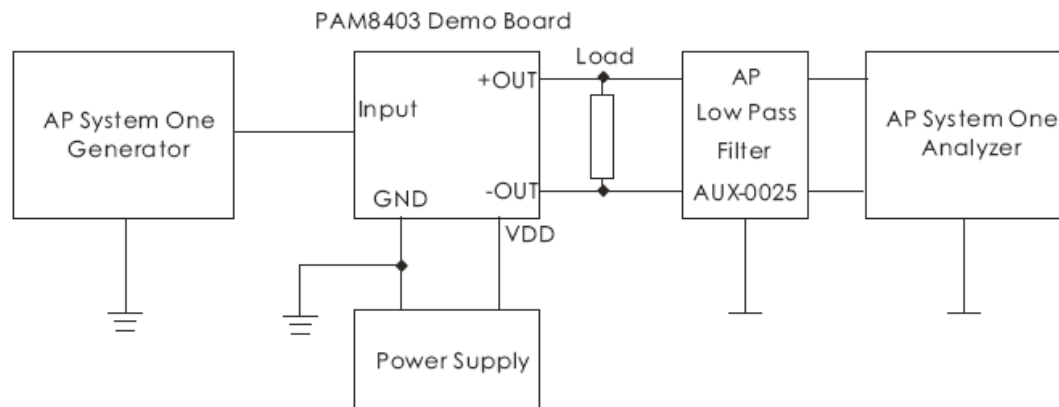 PAM8403 Demo Board
AP System One
Generator
Input
+OUT
-OUT
GND
VDD
Load
AP
Low Pass
Filter
AUX-0025
AP System One
Analyzer
Power Supply